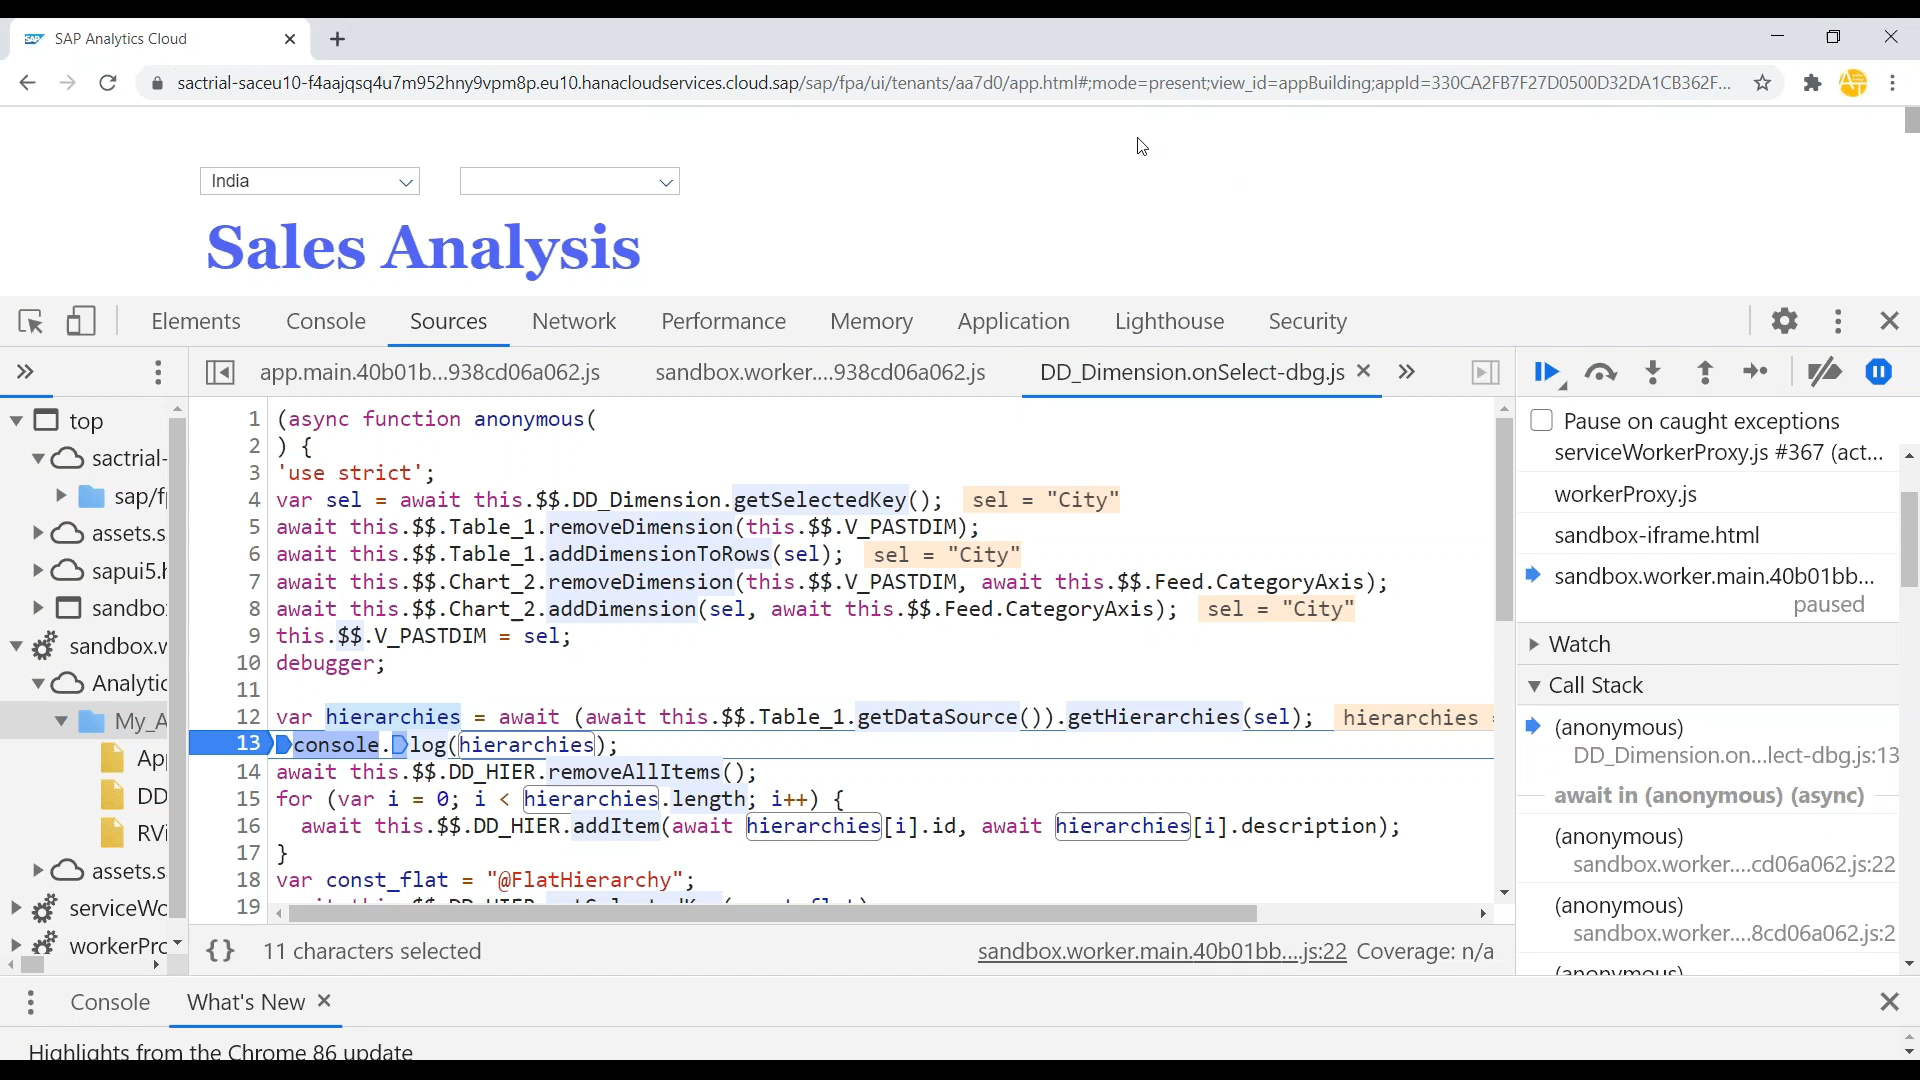 SAP Analytics Cloud
sactrial-saceu10-f4aajqsq4u7m952hny9vpm8p.eu10.hanacloudservices.cloud.sap/sap/fpa/ui/tenants/aa7d0/app.html#;mode=present;view_id=appBuilding;appId=330CA2FB7F27D0500D32DA1CB362F...
India
Sales Analysis
Elements Console Sources Network Performance Memory Application Lighthouse Security
app.main.40b01b...938cd06a062.js sandbox.worker....938cd06a062.js DD_Dimension.onSelect-dbg.js
top
sactrial-
sap/f
assets.s
sapui5.h
sandbo
sandbox.w
Analytic
My_A
Ap
DD
RVi
assets.s
serviceWo
workerPro
1 (async function anonymous(
2 ) {
3 'use strict';
4 var sel = await this.$$.DD_Dimension.getSelectedKey(); sel = "City"
5 await this.$$.Table_1.removeDimension(this.$$.V_PASTDIM);
6 await this.$$.Table_1.addDimensionToRows(sel); sel = "City"
7 await this.$$.Chart_2.removeDimension(this.$$.V_PASTDIM, await this.$$.Feed.CategoryAxis);
8 await this.$$.Chart_2.addDimension(sel, await this.$$.Feed.CategoryAxis); sel = "City"
9 this.$$.V_PASTDIM = sel;
10 debugger;
11
12 var hierarchies = await (await this.$$.Table_1.getDataSource()).getHierarchies(sel); hierarchies =
13 console.log(hierarchies);
14 await this.$$.DD_HIER.removeAllItems();
15 for (var i = 0; i < hierarchies.length; i++) {
16 await this.$$.DD_HIER.addItem(await hierarchies[i].id, await hierarchies[i].description);
17 }
18 var const_flat = "@FlatHierarchy";
19
{} 11 characters selected sandbox.worker.main.40b01bb....js:22 Coverage: n/a
Pause on caught exceptions
serviceWorkerProxy.js #367 (act...
workerProxy.js
sandbox-iframe.html
sandbox.worker.main.40b01bb...
paused
Watch
Call Stack
(anonymous)
DD_Dimension.on...lect-dbg.js:13
await in (anonymous) (async)
(anonymous)
sandbox.worker....cd06a062.js:22
(anonymous)
sandbox.worker....8cd06a062.js:2
(anonymous)
Console What's New
Highlights from the Chrome 86 update